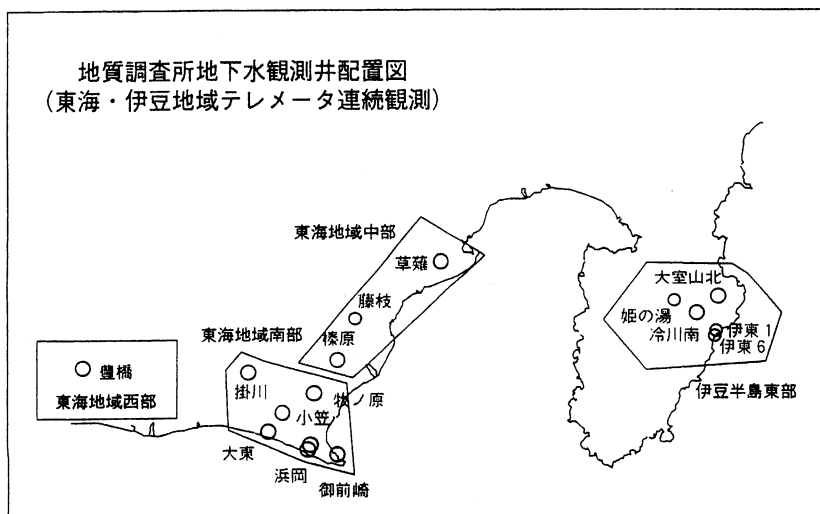 地質調査所地下水観測井配置図
（東海・伊豆地域テレメータ連続観測）
東海地域中部
草薙
藤枝
榛原
東海地域南部
掛川
牧ノ原
小笠
大東
浜岡
御前崎
豊橋
東海地域西部
大室山北
姫の湯
冷川南
伊東１
伊東６
伊豆半島東部